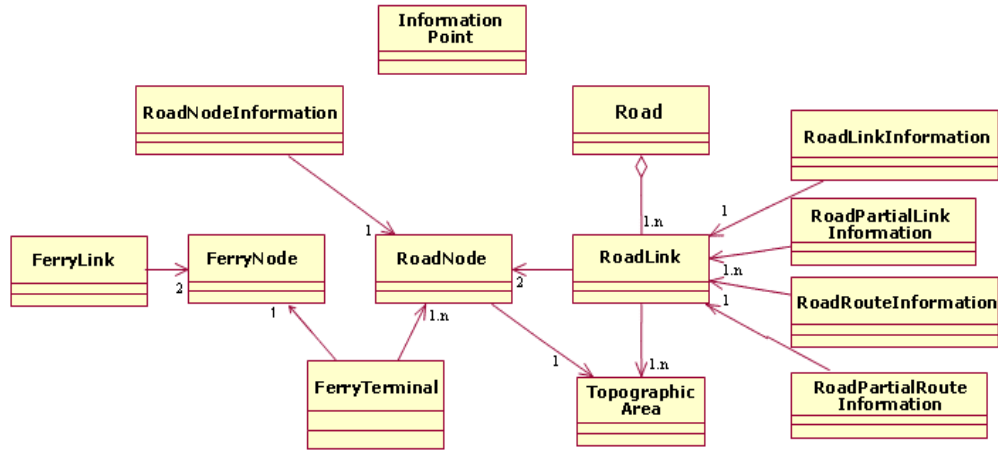 Information
Point
RoadNodeInformation
Road
RoadLinkInformation
1
1.n
1
RoadPartialLink
Information
FerryLink
FerryNode
RoadNode
RoadLink
1.n
2
2
1
RoadRouteInformation
1
1.n
1
1.n
FerryTerminal
Topographic
Area
RoadPartialRoute
Information